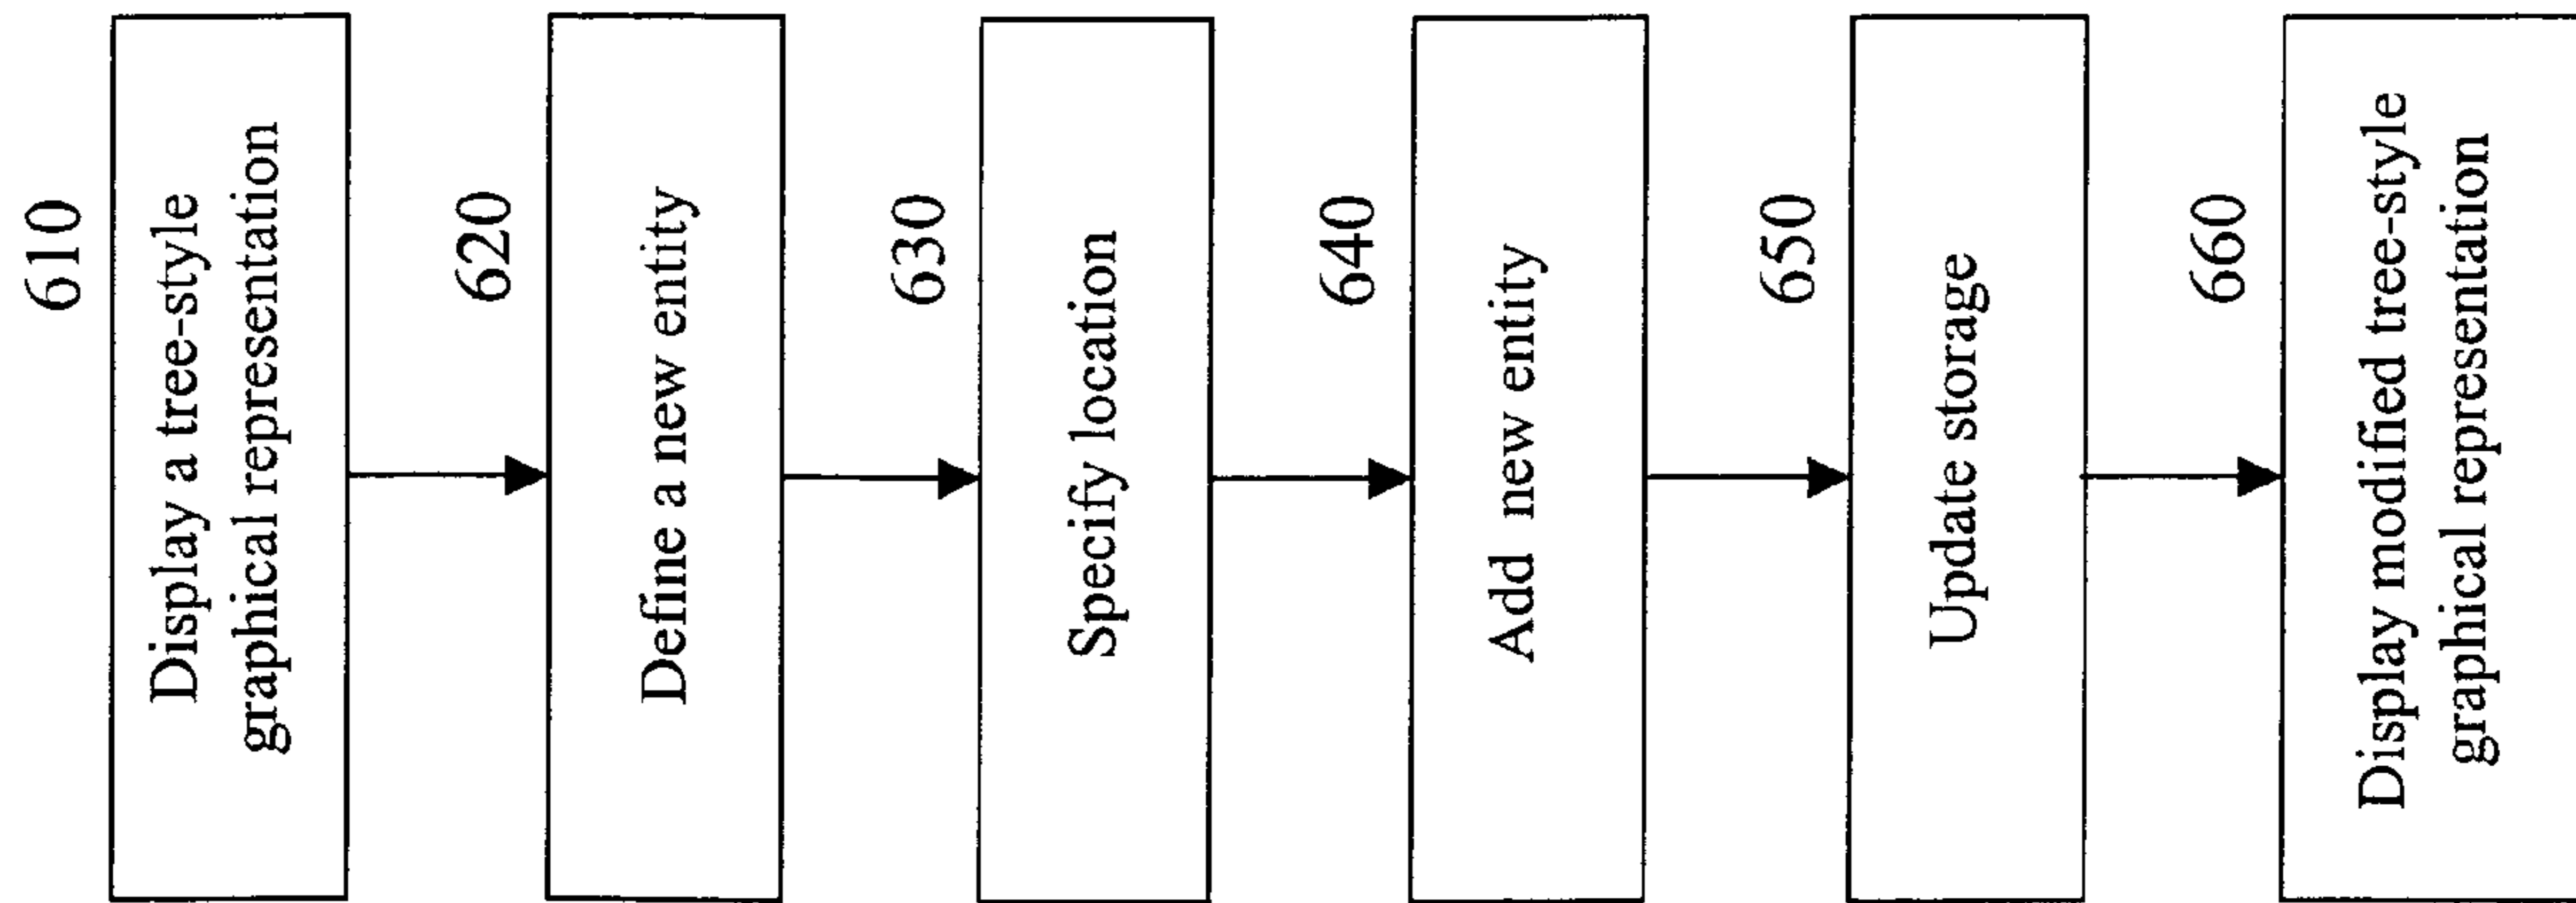 610
Display a tree-style
graphical representation
620
Define a new entity
630
Specify location
640
Add new entity
650
Update storage
660
Display modified tree-style
graphical representation